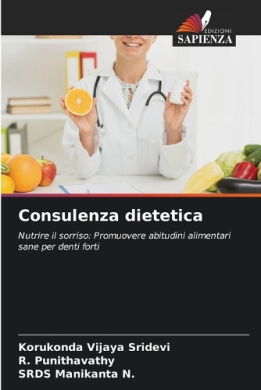 EDIZIONI
SAPIENZA
Consulenza dietetica
Nutrire il sorriso: Promuovere abitudini alimentari
sane per denti forti
Korukonda Vijaya Sridevi
R. Punithavathy
SRDS Manikanta N.